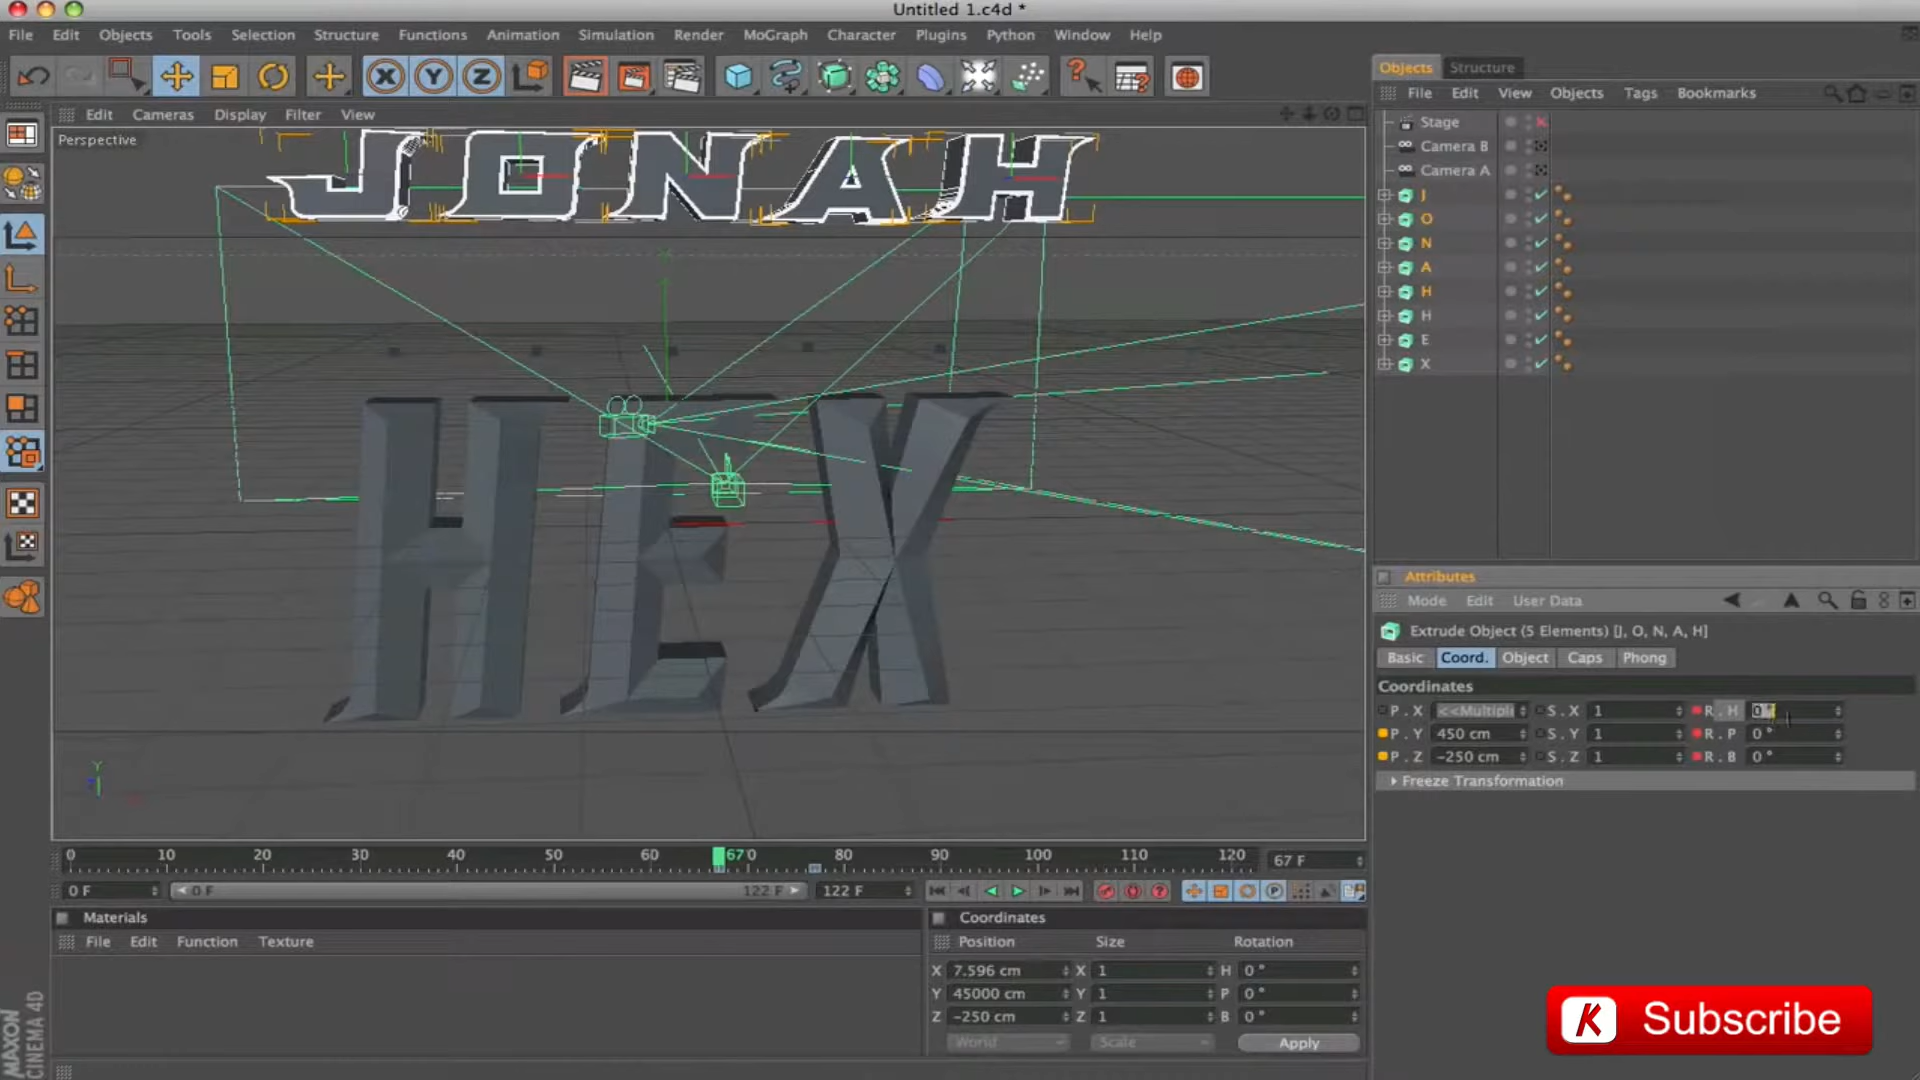 Untitled 1.c4d *
File Edit Objects Tools Selection Structure Functions Animation Simulation Render MoGraph Character Plugins Python Window Help
X Y Z
Edit Cameras Display Filter View
Perspective
JONAH
HEX
0 10 20 30 40 50 60 670 80 90 100 110 120 67 F
0 F 0 F 122 F 122 F
Materials
File Edit Function Texture
Coordinates
Position Size Rotation
X 7.596 cm X 1 H 0 °
Y 45000 cm Y 1 P 0 °
Z -250 cm Z 1 B 0 °
World Scale Apply
MAXON
CINEMA 4D
Objects Structure
File Edit View Objects Tags Bookmarks
Stage
Camera B
Camera A
J
O
N
A
H
H
E
X
Attributes
Mode Edit User Data
Extrude Object (5 Elements) [J, O, N, A, H]
Basic Coord. Object Caps Phong
Coordinates
P . X <<Multipl S . X 1 R . H 0 °
P . Y 450 cm S . Y 1 R . P 0 °
P . Z -250 cm S . Z 1 R . B 0 °
Freeze Transformation
K Subscribe